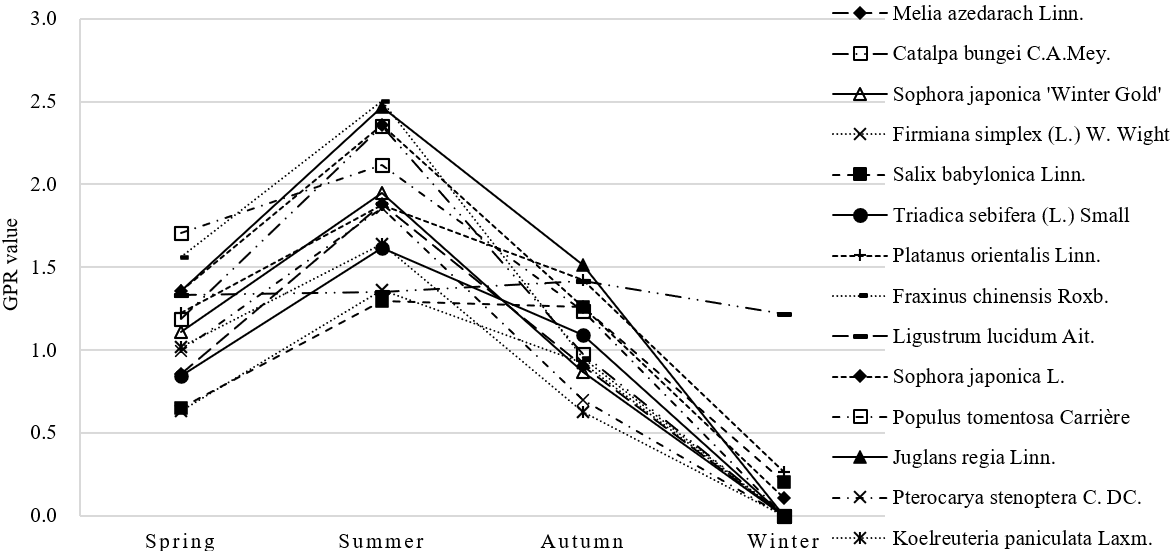 3.0
2.5
2.0
1.5
1.0
0.5
0.0
GPR value
Spring
Summer
Autumn
Winter
Melia azedarach Linn.
Catalpa bungei C.A.Mey.
Sophora japonica 'Winter Gold'
Firmiana simplex (L.) W. Wight
Salix babylonica Linn.
Triadica sebifera (L.) Small
Platanus orientalis Linn.
Fraxinus chinensis Roxb.
Ligustrum lucidum Ait.
Sophora japonica L.
Populus tomentosa Carrière
Juglans regia Linn.
Pterocarya stenoptera C. DC.
Koelreuteria paniculata Laxm.